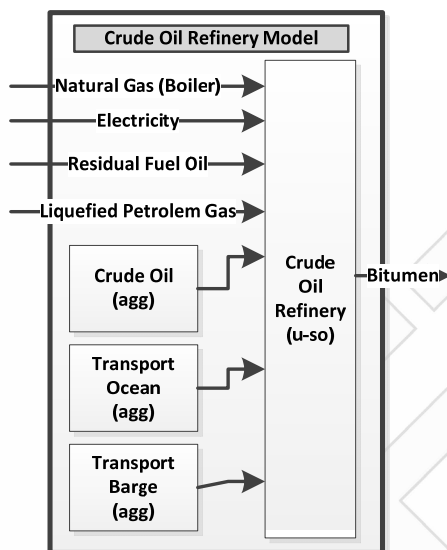 Crude Oil Refinery Model
Natural Gas (Boiler)
Electricity
Residual Fuel Oil
Liquefied Petrolem Gas
Crude Oil
(agg)
Transport
Ocean
(agg)
Transport
Barge
(agg)
Crude
Oil
Refinery
(u-so)
Bitumen